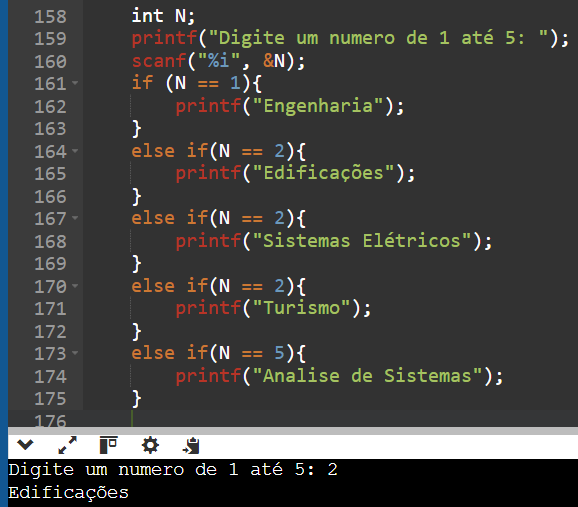 158 int N;
159 printf("Digite um numero de 1 até 5: ");
160 scanf("%i", &N);
161 if (N == 1){
162 printf("Engenharia");
163 }
164 else if(N == 2){
165 printf("Edificações");
166 }
167 else if(N == 2){
168 printf("Sistemas Elétricos");
169 }
170 else if(N == 2){
171 printf("Turismo");
172 }
173 else if(N == 5){
174 printf("Analise de Sistemas");
175 }
176
Digite um numero de 1 até 5: 2
Edificações